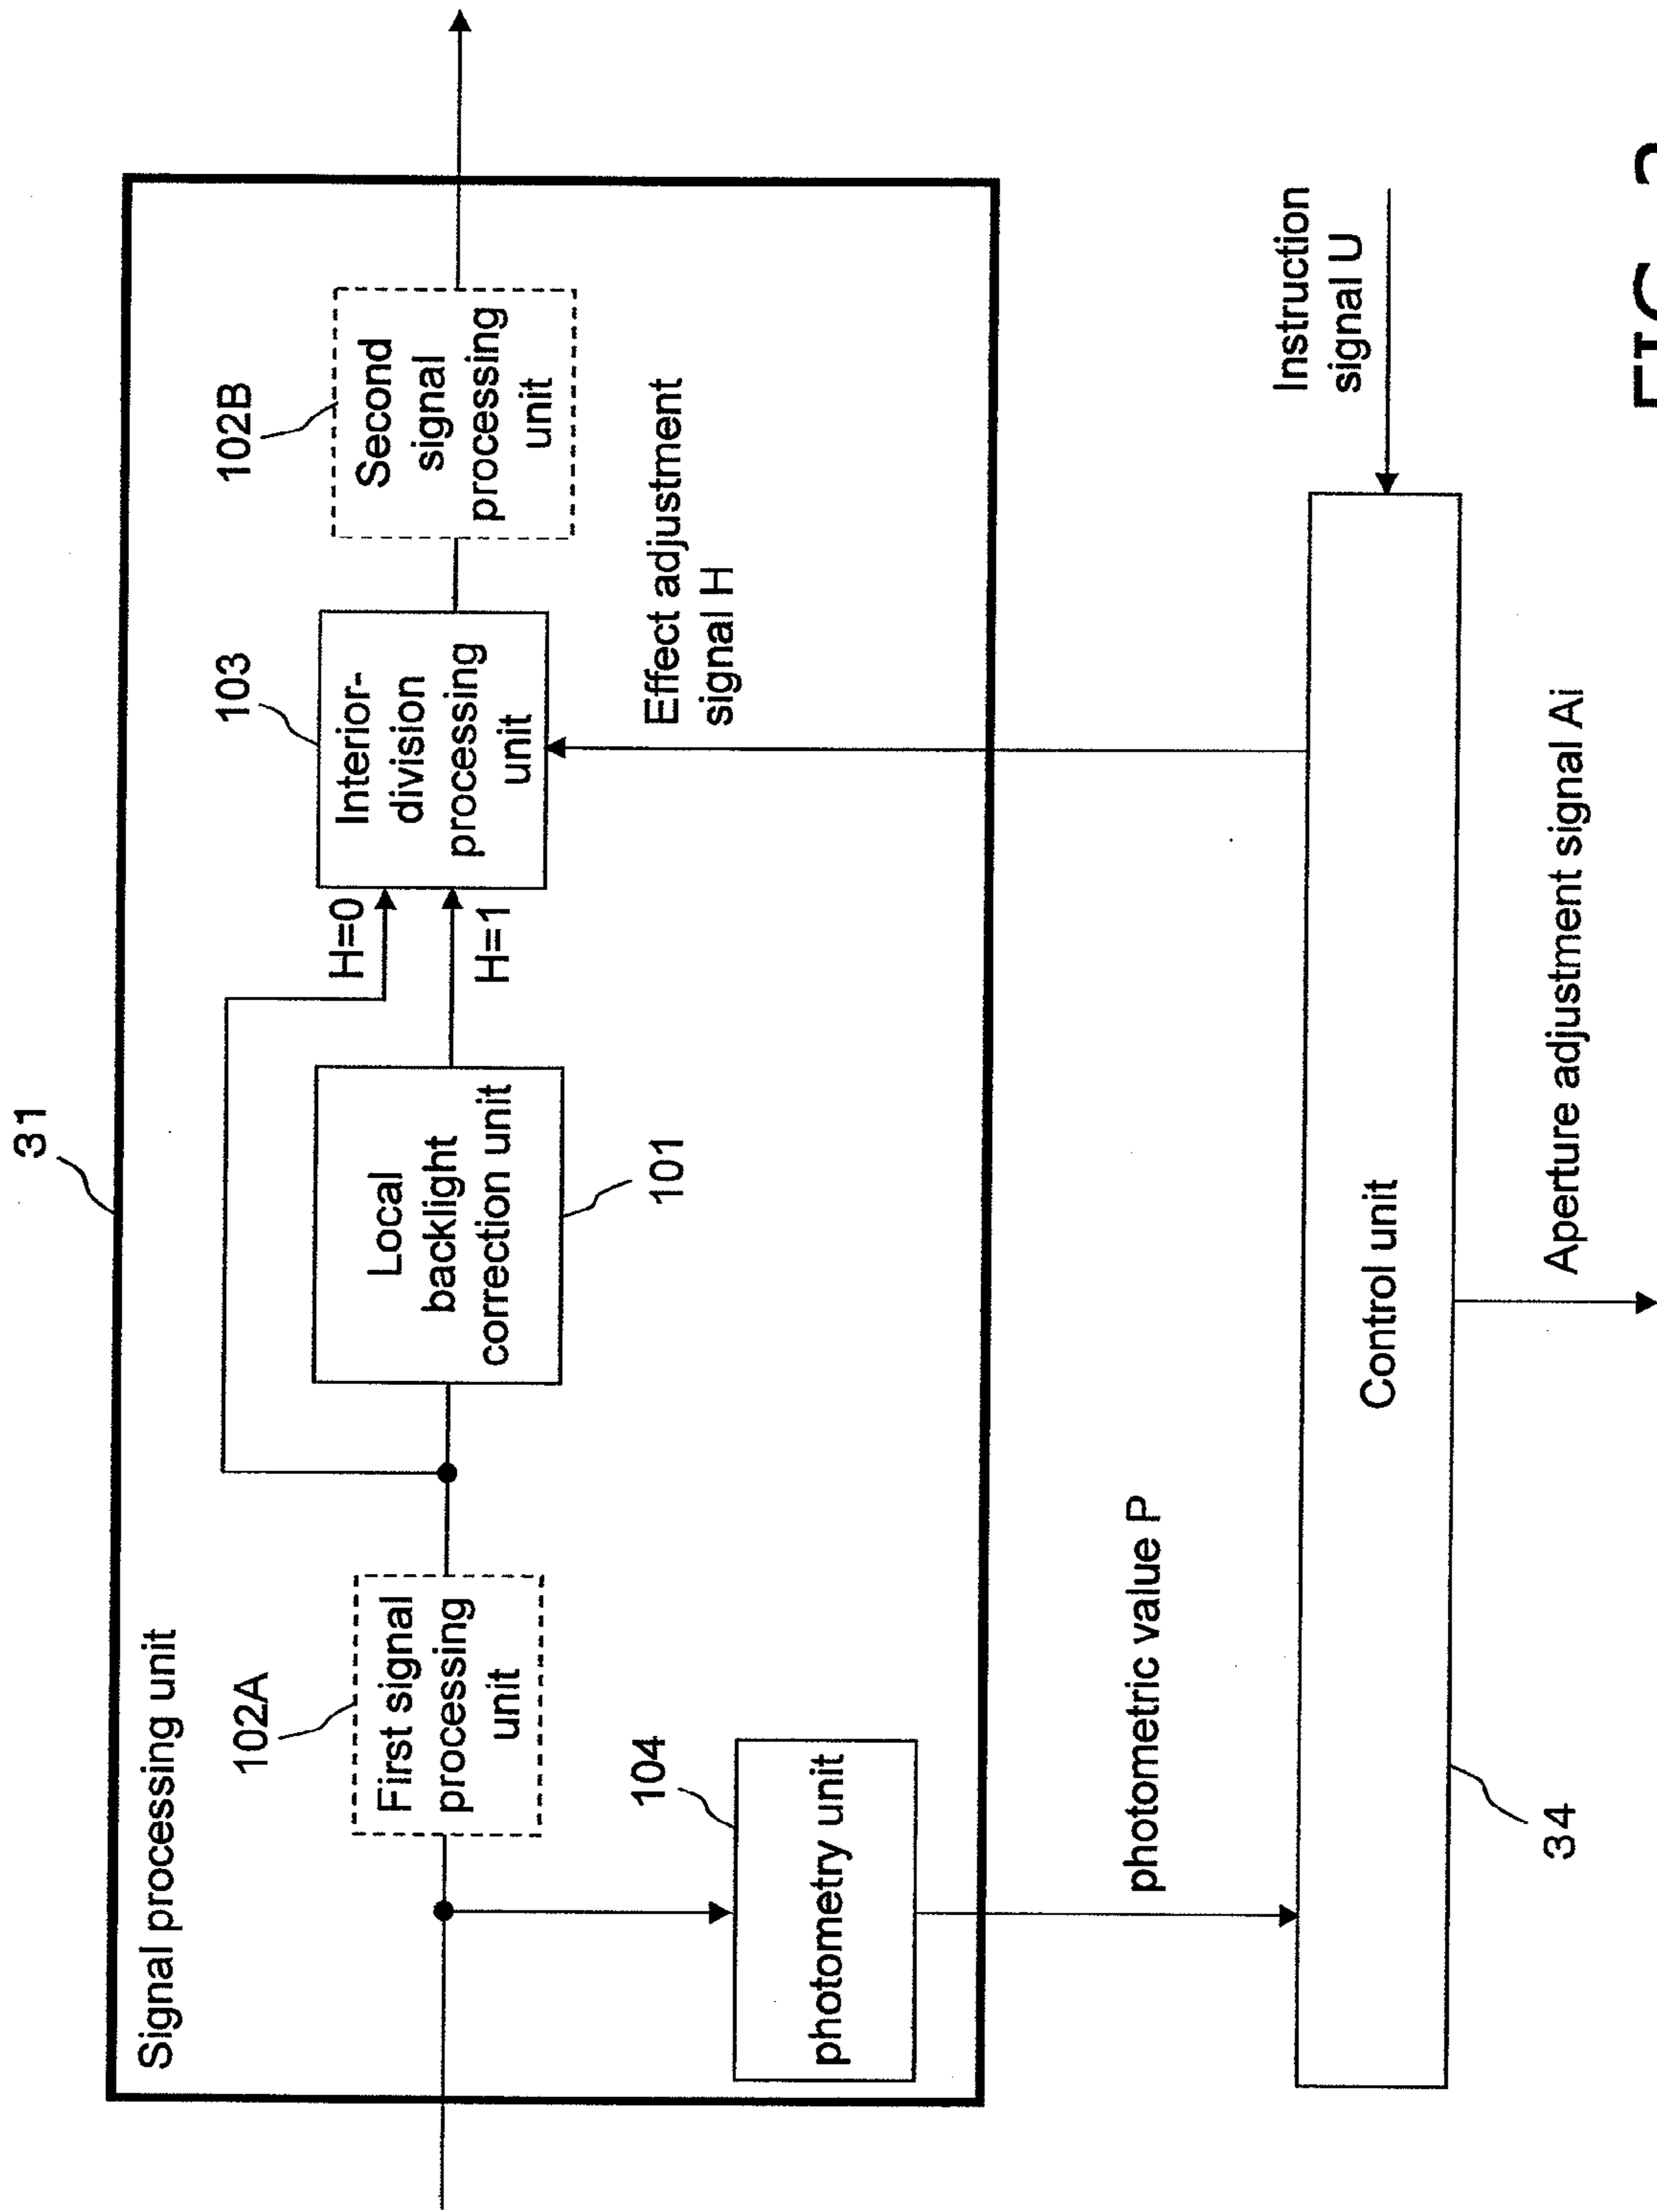 31
Signal processing unit
102A
First signal
processing
unit
Local
backlight
correction unit
101
H=0
H=1
103
Interior-
division
processing
unit
102B
Second
signal
processing
unit
Effect adjustment
signal H
104
photometry unit
photometric value P
Instruction
signal U
Control unit
34
Aperture adjustment signal Ai